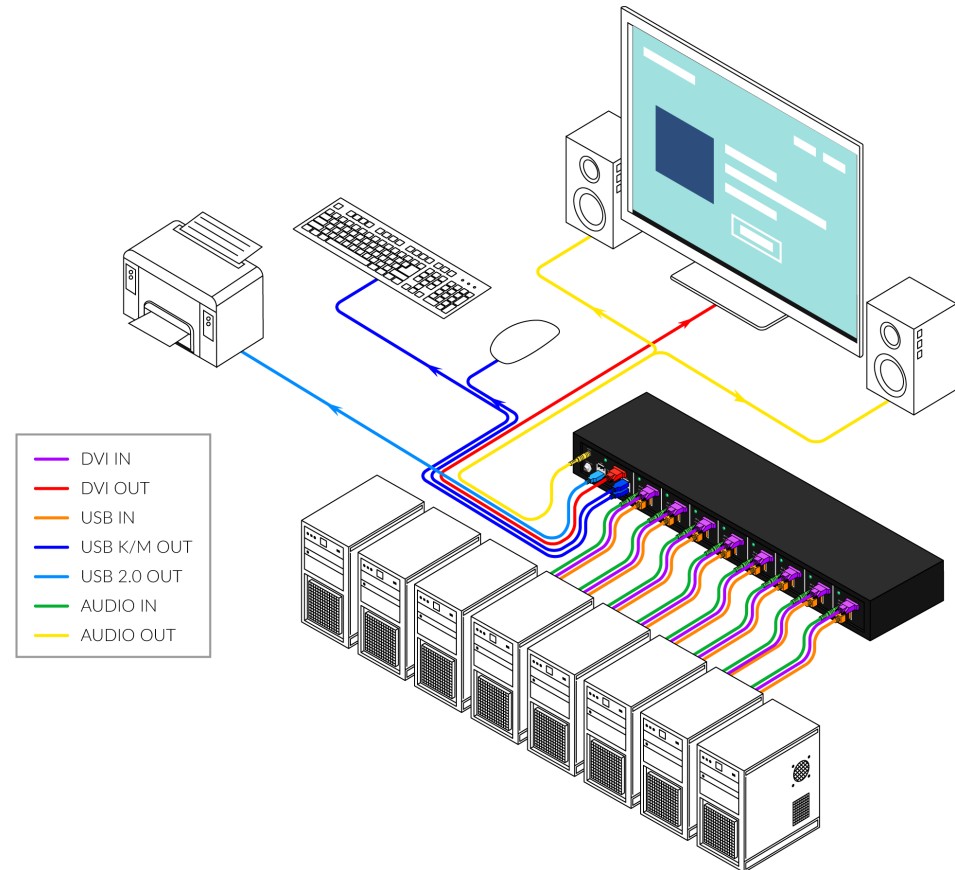 DVI IN
DVI OUT
USB IN
USB K/M OUT
USB 2.0 OUT
AUDIO IN
AUDIO OUT